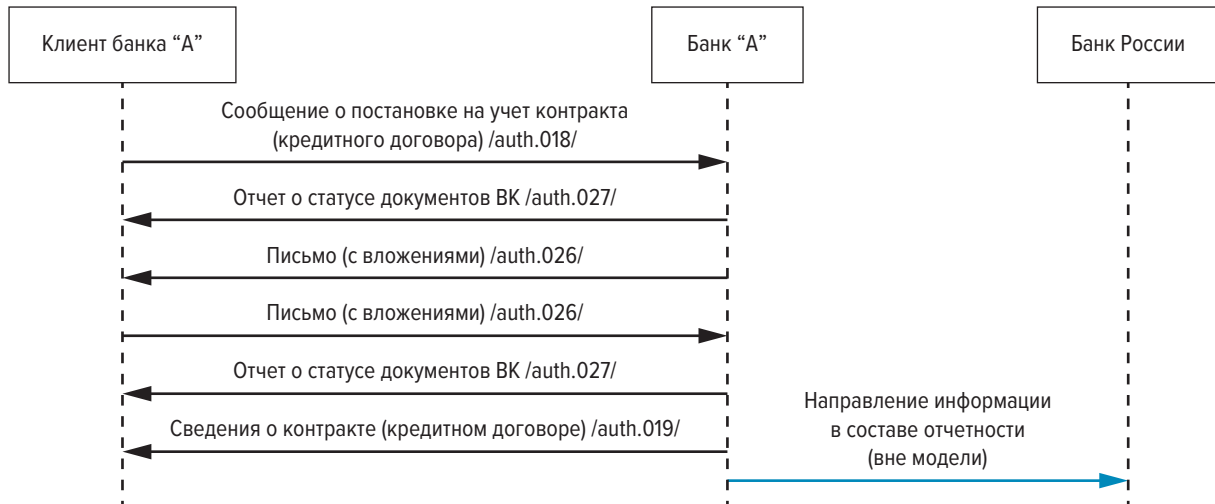 Клиент банка “А”
Банк “А”
Банк России
Сообщение о постановке на учет контракта
(кредитного договора) /auth.018/
Отчет о статусе документов ВК /auth.027/
Письмо (с вложениями) /auth.026/
Письмо (с вложениями) /auth.026/
Отчет о статусе документов ВК /auth.027/
Сведения о контракте (кредитном договоре) /auth.019/
Направление информации
в составе отчетности
(вне модели)